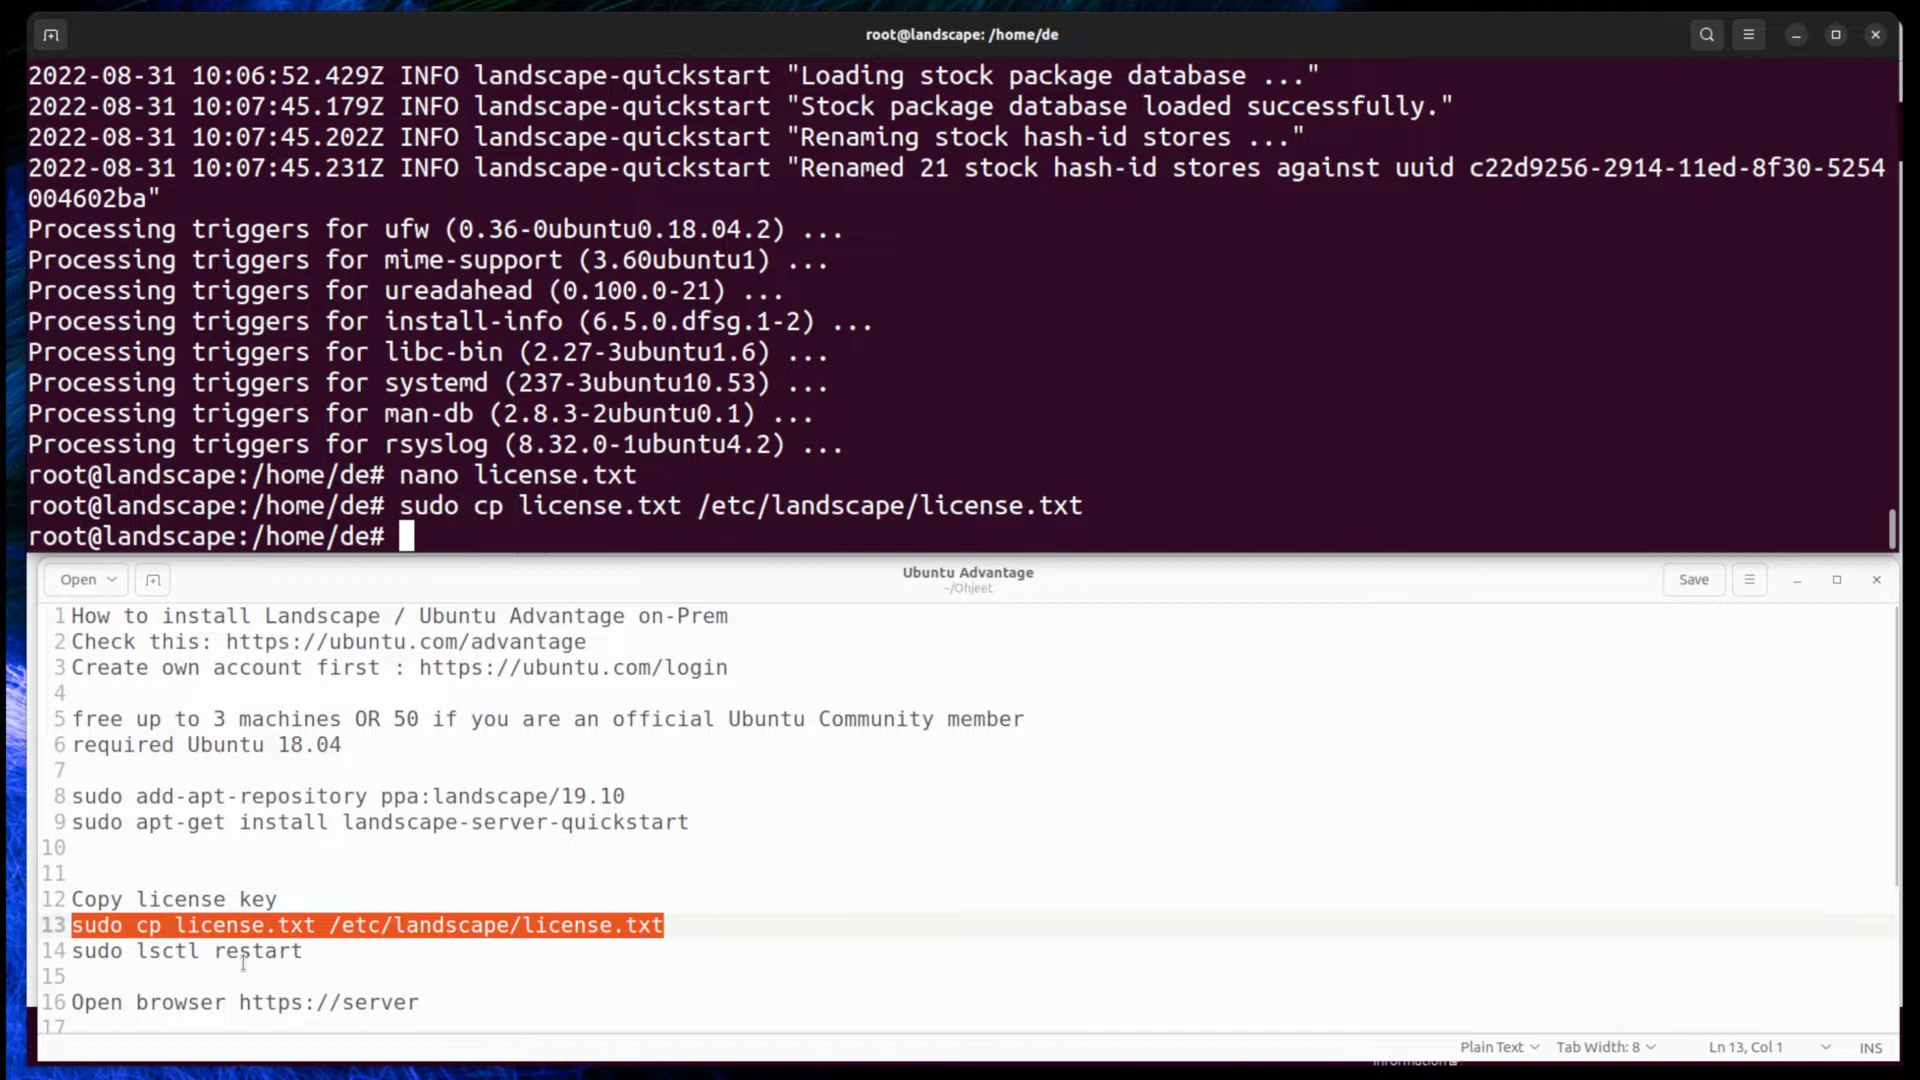 root@landscape: /home/de
2022-08-31 10:06:52.429Z INFO landscape-quickstart "Loading stock package database ..."
2022-08-31 10:07:45.179Z INFO landscape-quickstart "Stock package database loaded successfully."
2022-08-31 10:07:45.202Z INFO landscape-quickstart "Renaming stock hash-id stores ..."
2022-08-31 10:07:45.231Z INFO landscape-quickstart "Renamed 21 stock hash-id stores against uuid c22d9256-2914-11ed-8f30-5254
004602ba"
Processing triggers for ufw (0.36-0ubuntu0.18.04.2) ...
Processing triggers for mime-support (3.60ubuntu1) ...
Processing triggers for ureadahead (0.100.0-21) ...
Processing triggers for install-info (6.5.0.dfsg.1-2) ...
Processing triggers for libc-bin (2.27-3ubuntu1.6) ...
Processing triggers for systemd (237-3ubuntu10.53) ...
Processing triggers for man-db (2.8.3-2ubuntu0.1) ...
Processing triggers for rsyslog (8.32.0-1ubuntu4.2) ...
root@landscape:/home/de# nano license.txt
root@landscape:/home/de# sudo cp license.txt /etc/landscape/license.txt
root@landscape:/home/de#
Open Ubuntu Advantage Save
~/Ohjeet
1 How to install Landscape / Ubuntu Advantage on-Prem
2 Check this: https://ubuntu.com/advantage
3 Create own account first : https://ubuntu.com/login
4
5 free up to 3 machines OR 50 if you are an official Ubuntu Community member
6 required Ubuntu 18.04
7
8 sudo add-apt-repository ppa:landscape/19.10
9 sudo apt-get install landscape-server-quickstart
10
11
12 Copy license key
13 sudo cp license.txt /etc/landscape/license.txt
14 sudo lsctl restart
15
16 Open browser https://server
17
Plain Text Tab Width: 8 Ln 13, Col 1 INS